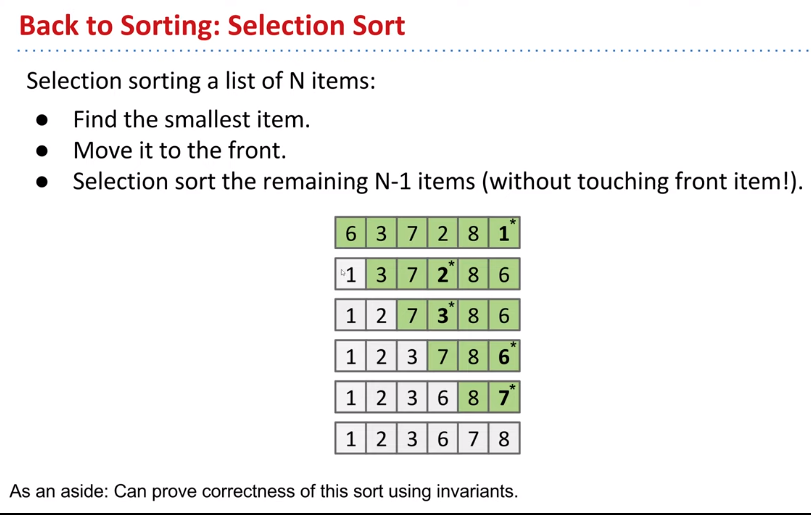 Back to Sorting: Selection Sort
Selection sorting a list of N items:
● Find the smallest item.
● Move it to the front.
● Selection sort the remaining N-1 items (without touching front item!).
6 3 7 2 8 1*
1 3 7 2* 8 6
1 2 7 3* 8 6
1 2 3 7 8 6*
1 2 3 6 8 7*
1 2 3 6 7 8
As an aside: Can prove correctness of this sort using invariants.